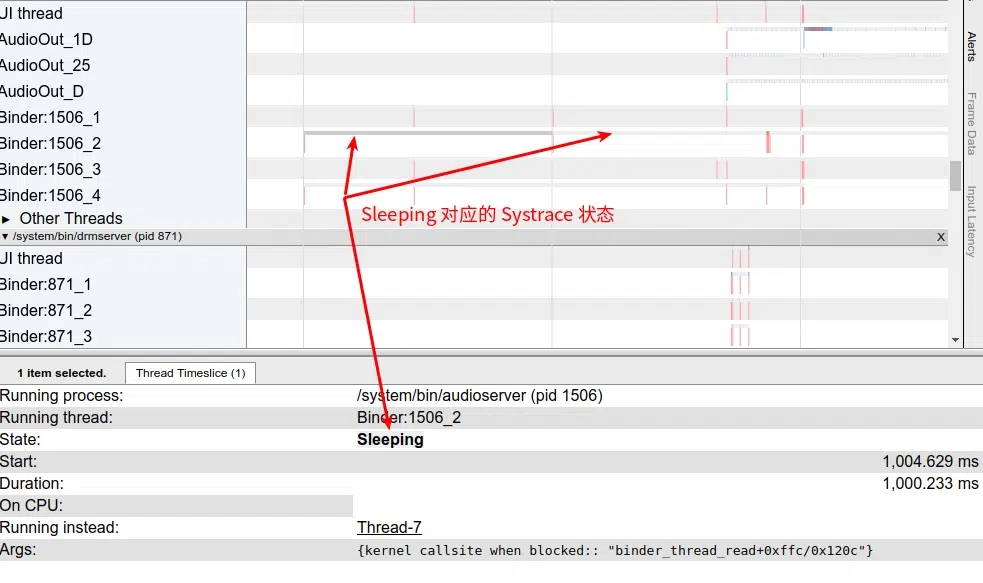 UI thread
AudioOut_1D
AudioOut_25
AudioOut_D
Binder:1506_1
Binder:1506_2
Binder:1506_3
Binder:1506_4
▸ Other Threads
Sleeping 对应的 Systrace 状态
▾ /system/bin/drmserver (pid 871) X
UI thread
Binder:871_1
Binder:871_2
Binder:871_3
Alerts
Frame Data
Input Latency
1 item selected. Thread Timeslice (1)
Running process: /system/bin/audioserver (pid 1506)
Running thread: Binder:1506_2
State: Sleeping
Start: 1,004.629 ms
Duration: 1,000.233 ms
On CPU:
Running instead: Thread-7
Args: {kernel callsite when blocked:: "binder_thread_read+0xffc/0x120c"}